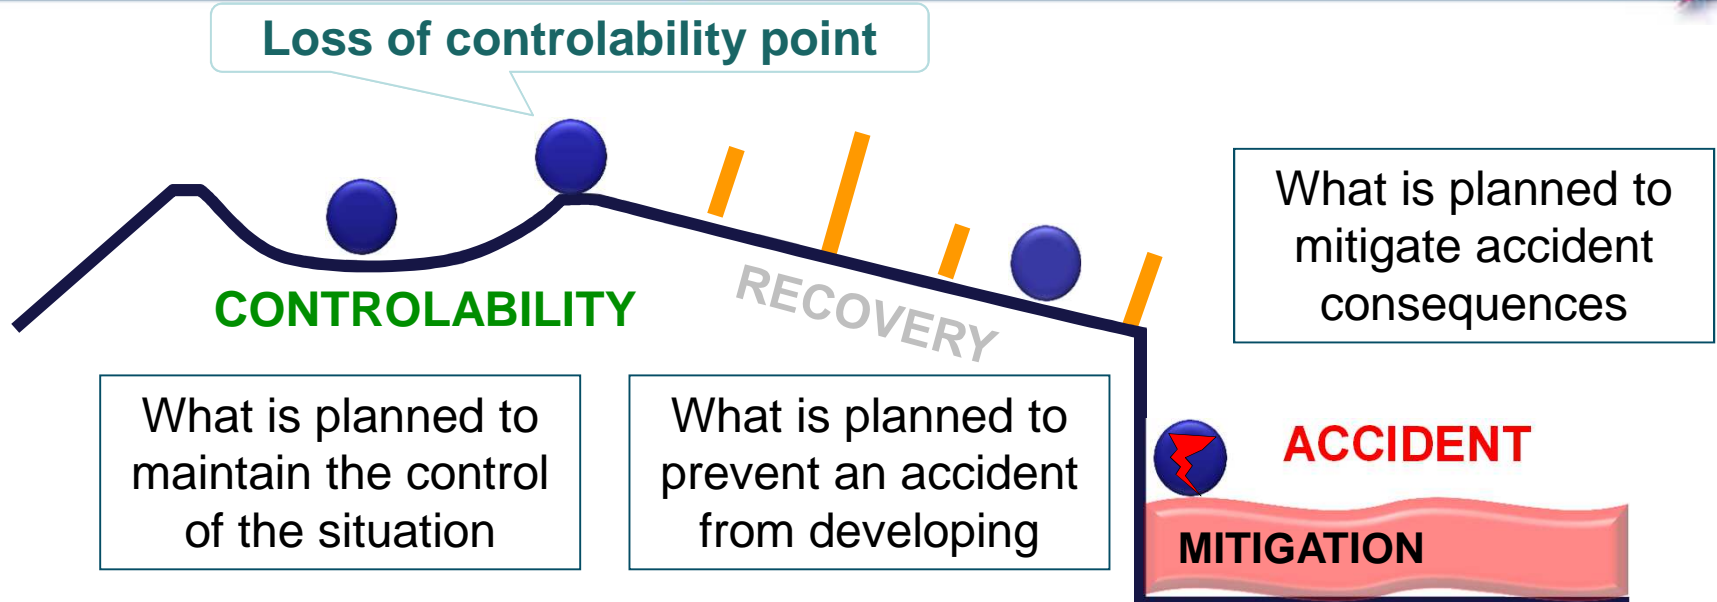 Loss of controlability point
CONTROLABILITY
RECOVERY
What is planned to
mitigate accident
consequences
What is planned to
maintain the control
of the situation
What is planned to
prevent an accident
from developing
ACCIDENT
MITIGATION